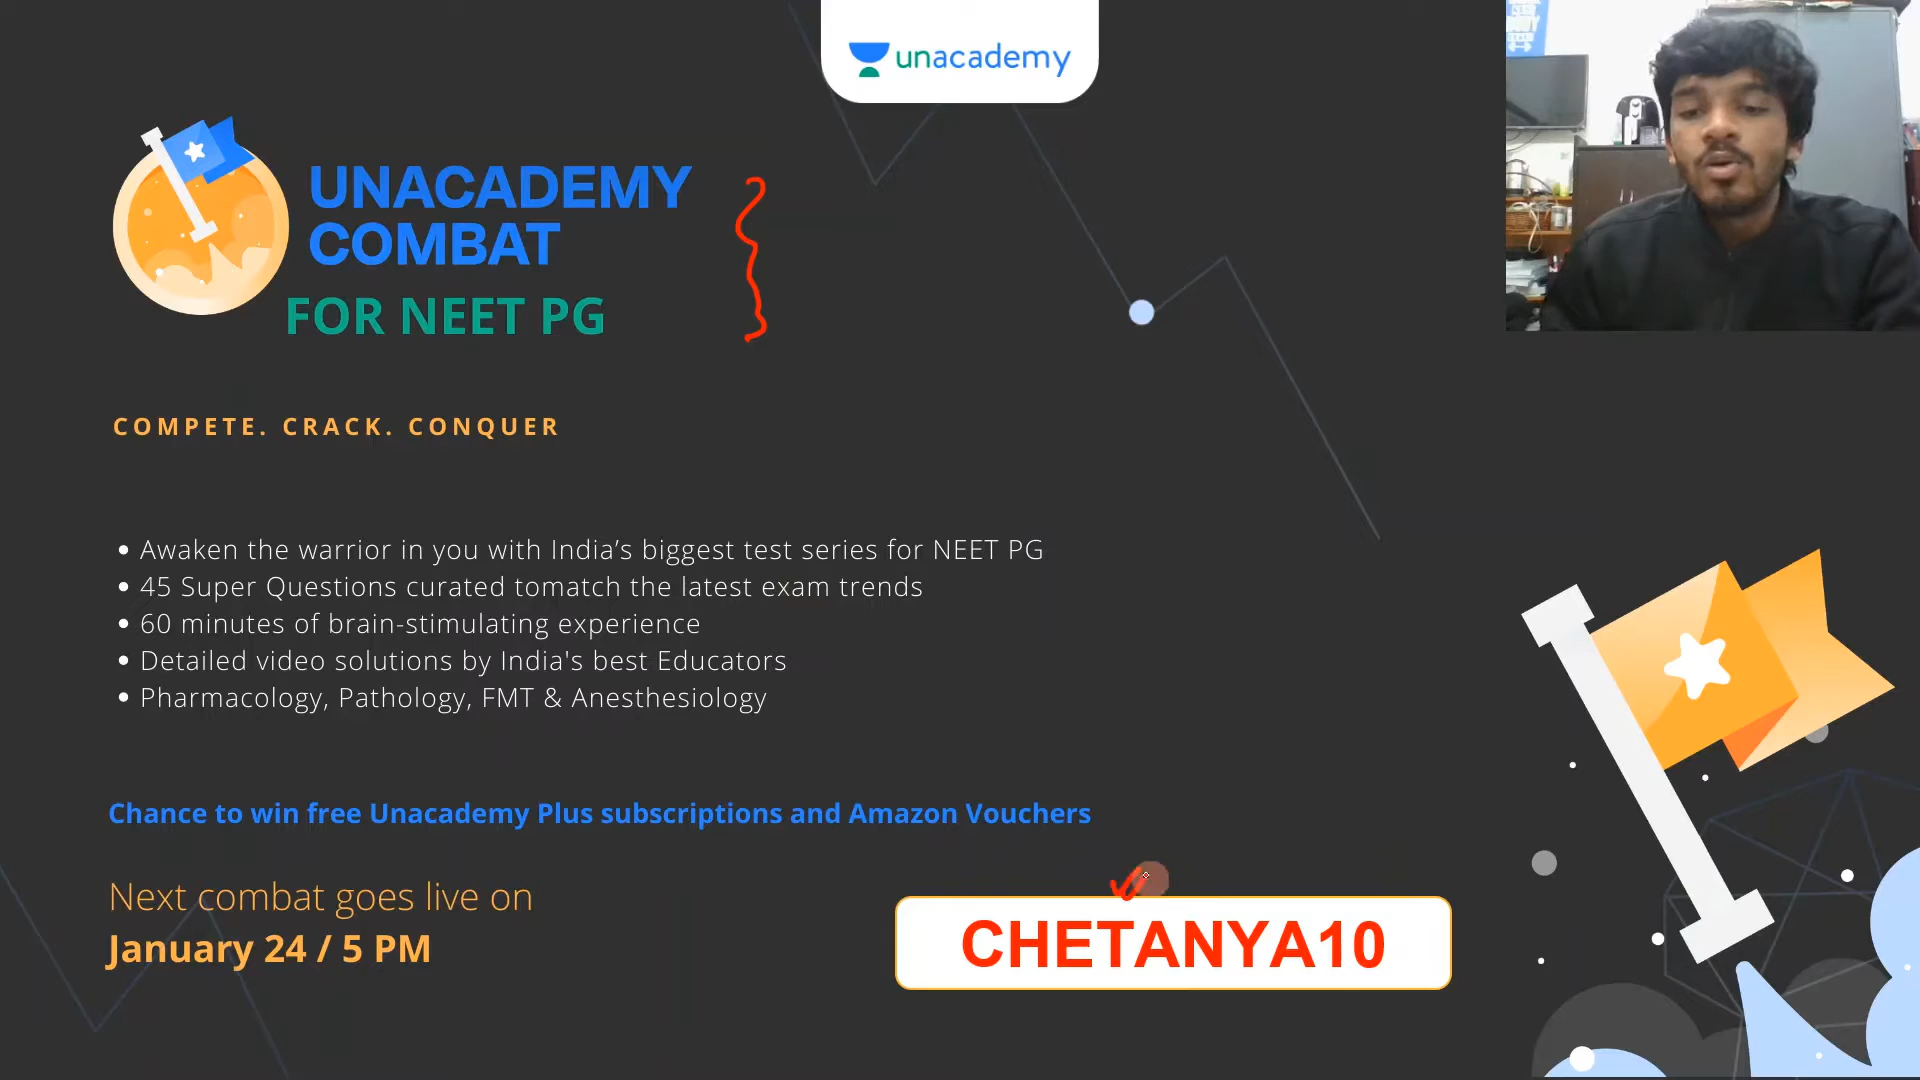 unacademy
UNACADEMY
COMBAT
FOR NEET PG
COMPETE. CRACK. CONQUER
• Awaken the warrior in you with India’s biggest test series for NEET PG
• 45 Super Questions curated tomatch the latest exam trends
• 60 minutes of brain-stimulating experience
• Detailed video solutions by India's best Educators
• Pharmacology, Pathology, FMT & Anesthesiology
Chance to win free Unacademy Plus subscriptions and Amazon Vouchers
Next combat goes live on
January 24 / 5 PM
CHETANYA10